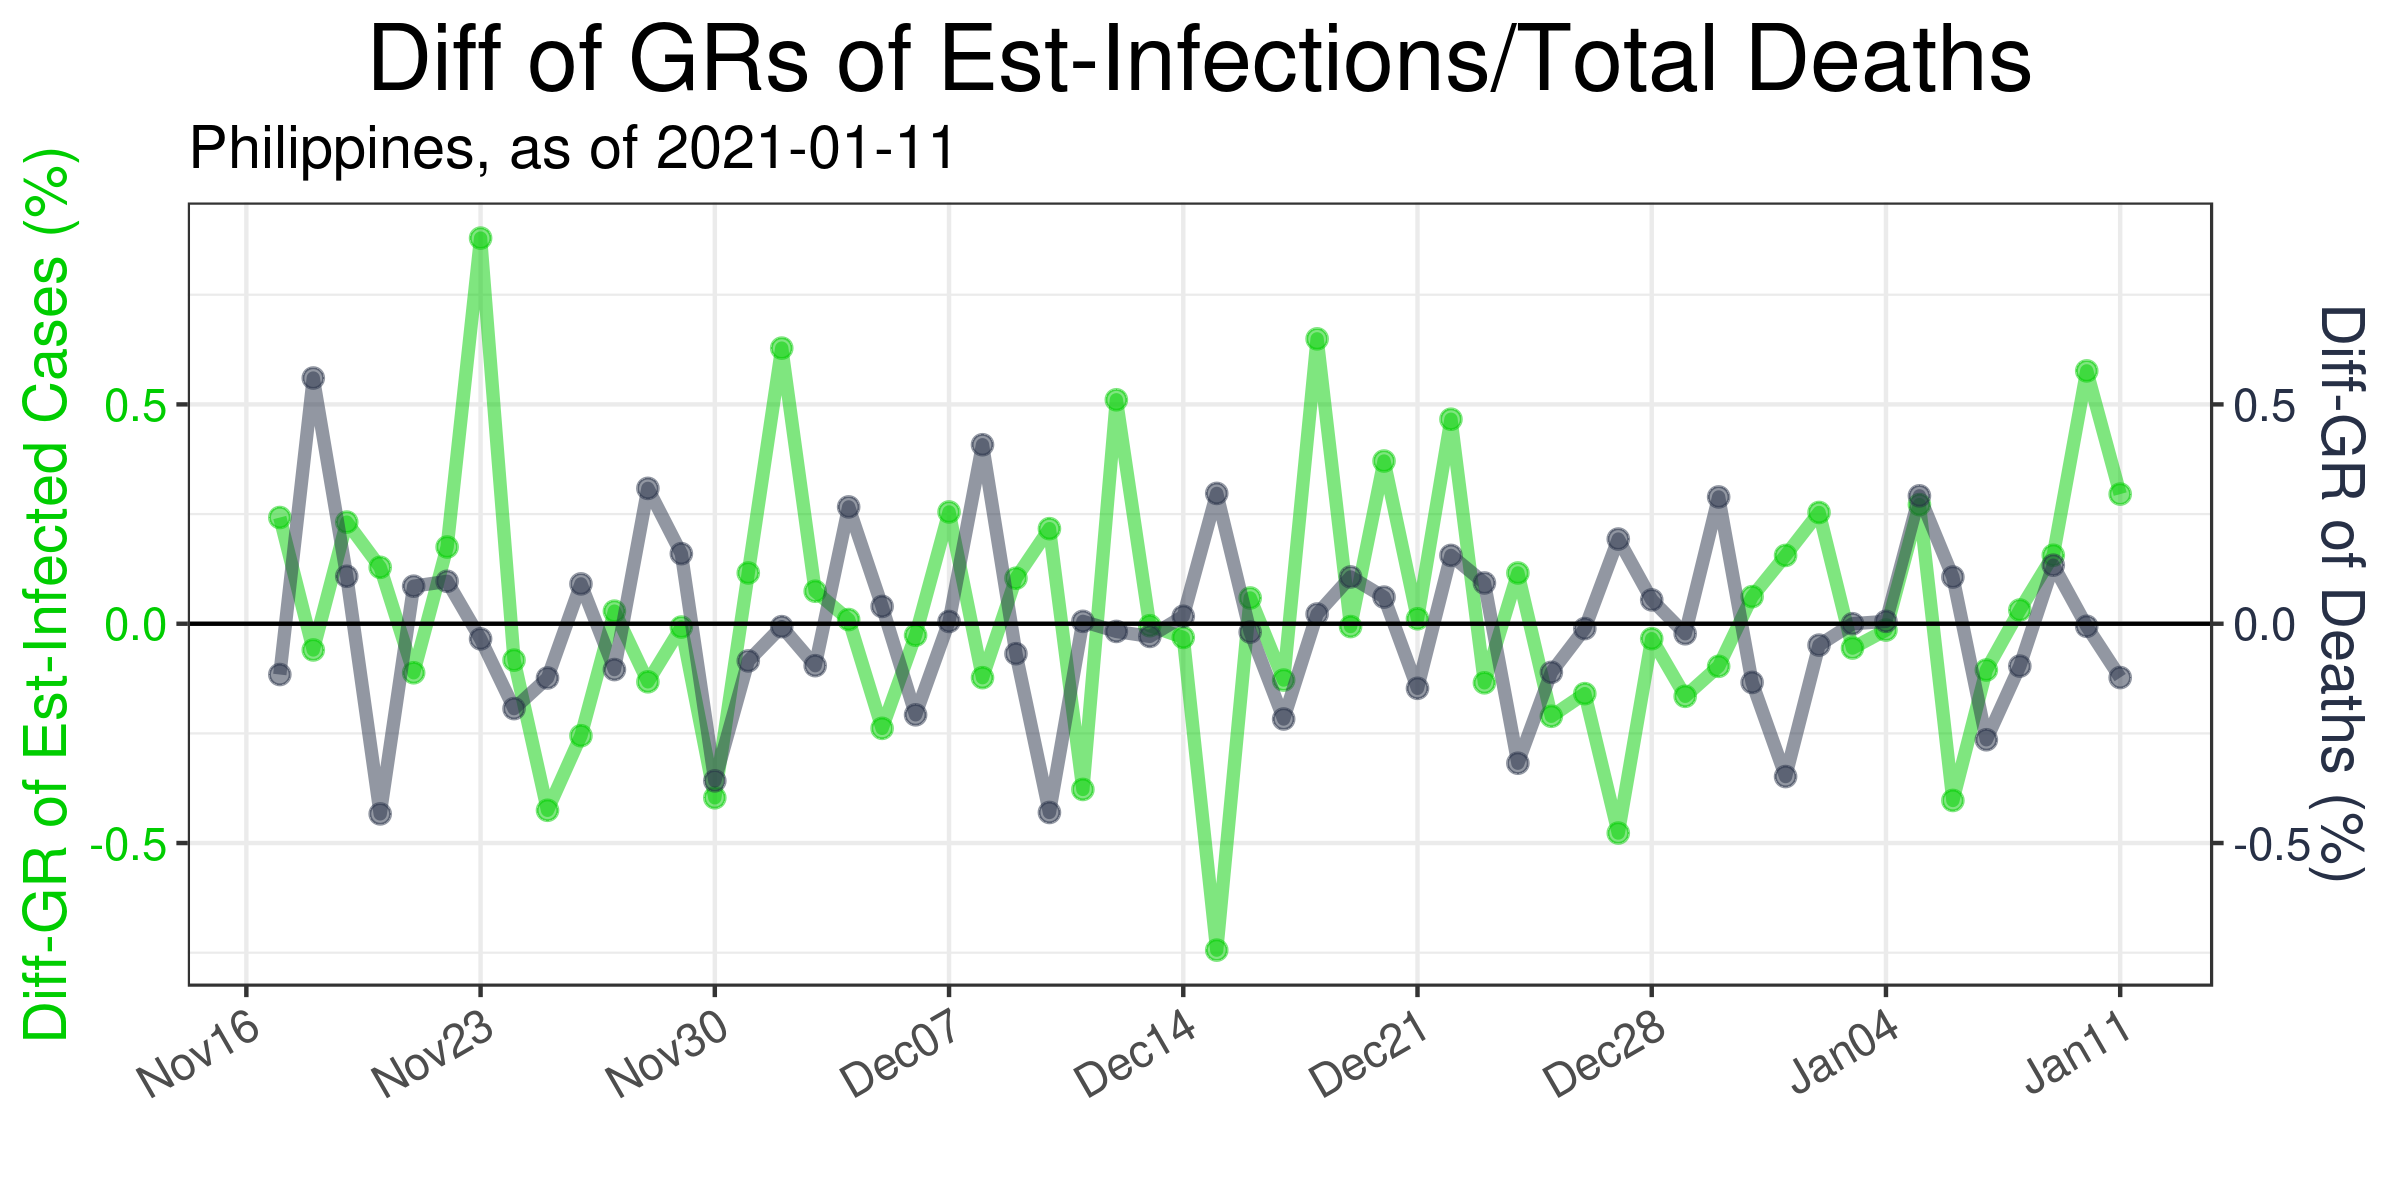 Diff of GRs of Est-Infections/Total Deaths
Philippines, as of 2021-01-11
Diff-GR of Est-Infected Cases (%)
0.5
0.0
-0.5
0.5
0.0
-0.5
Diff-GR of Deaths (%)
Nov16
Nov23
Nov30
Dec07
Dec14
Dec21
Dec28
Jan04
Jan11